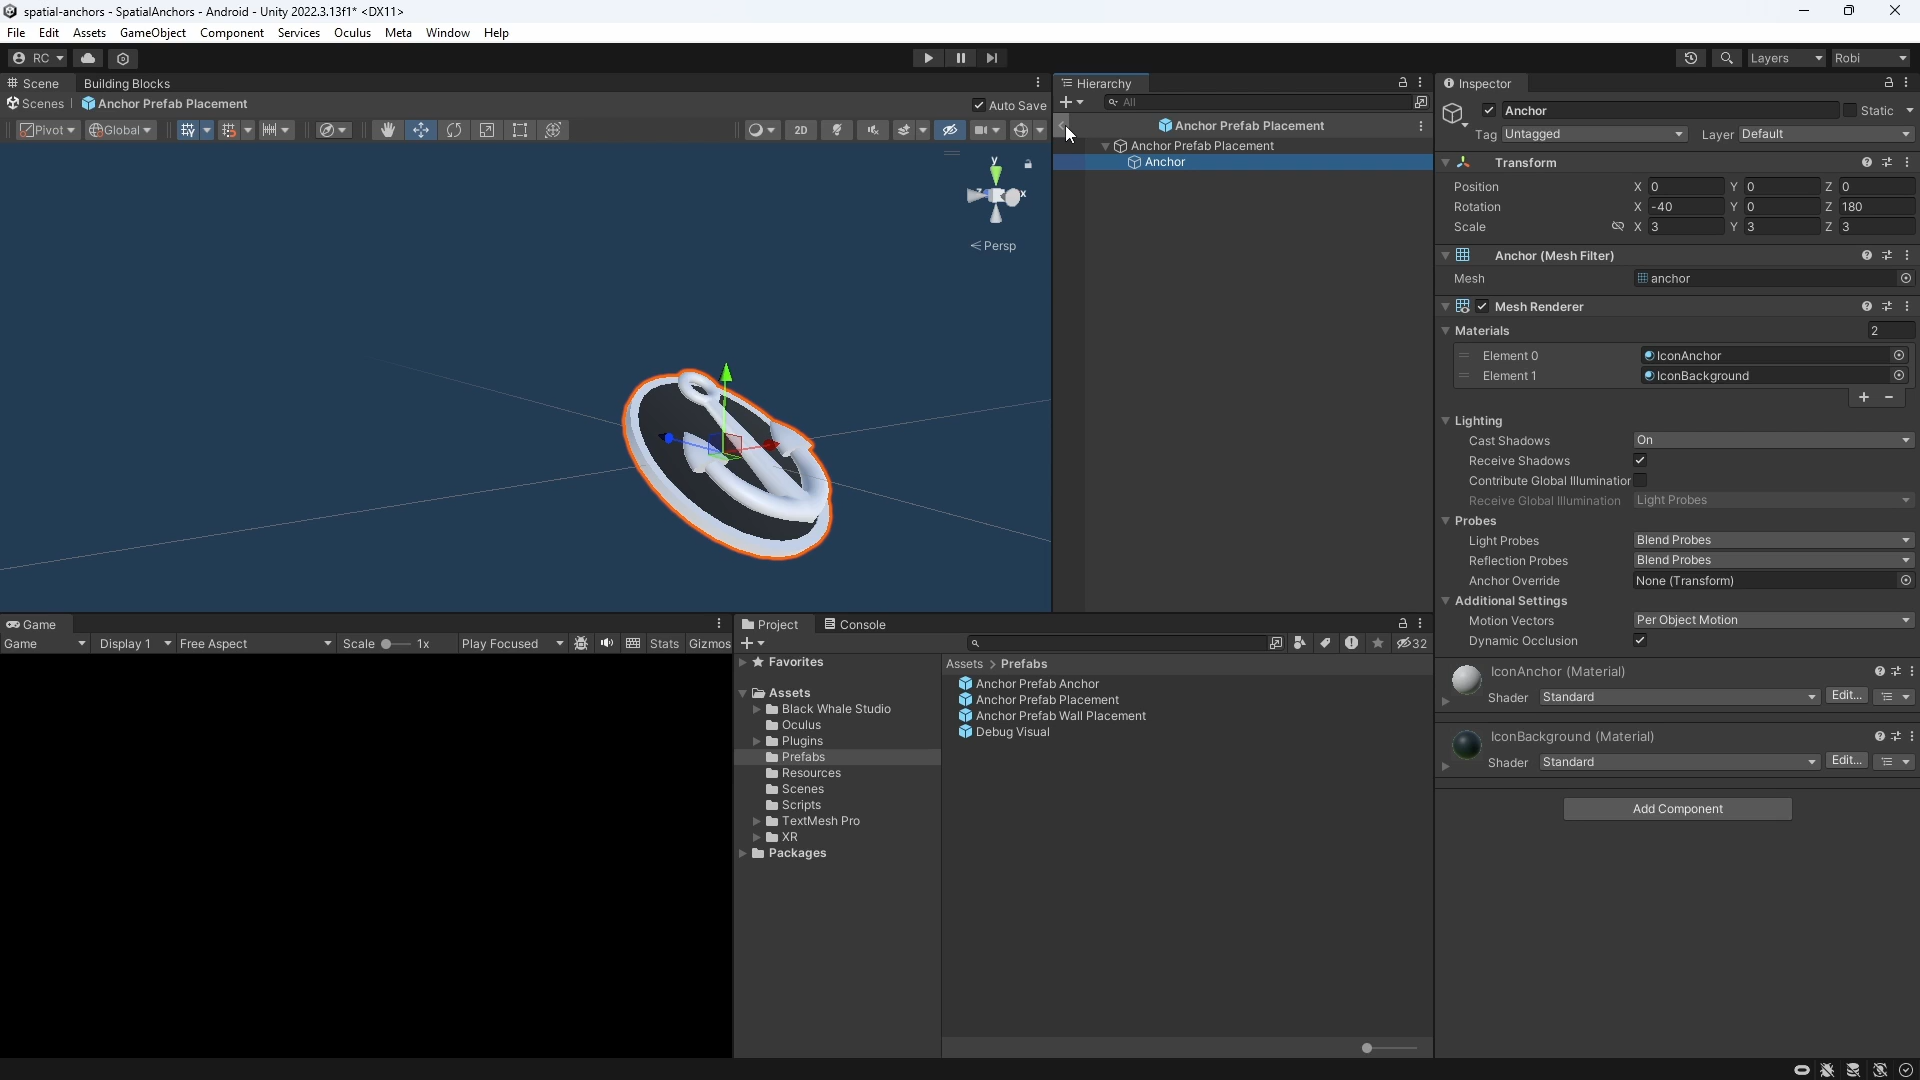 spatial-anchors - SpatialAnchors - Android - Unity 2022.3.13f1* <DX11>
File Edit Assets GameObject Component Services Oculus Meta Window Help
RC Layers Robi
Scene Building Blocks
Scenes Anchor Prefab Placement Auto Save
Pivot Global 2D
y
z x
Persp
Hierarchy
All
Anchor Prefab Placement
Anchor Prefab Placement
Anchor
Inspector
Anchor Static
Tag Untagged Layer Default
Transform
Position X 0 Y 0 Z 0
Rotation X -40 Y 0 Z 180
Scale X 3 Y 3 Z 3
Anchor (Mesh Filter)
Mesh anchor
Mesh Renderer
Materials 2
Element 0 IconAnchor
Element 1 IconBackground
Lighting
Cast Shadows On
Receive Shadows
Contribute Global Illumination
Receive Global Illumination Light Probes
Probes
Light Probes Blend Probes
Reflection Probes Blend Probes
Anchor Override None (Transform)
Additional Settings
Motion Vectors Per Object Motion
Dynamic Occlusion
IconAnchor (Material)
Shader Standard Edit...
IconBackground (Material)
Shader Standard Edit...
Add Component
Game
Game Display 1 Free Aspect Scale 1x Play Focused Stats Gizmos
Project Console
32
Favorites
Assets
Black Whale Studio
Oculus
Plugins
Prefabs
Resources
Scenes
Scripts
TextMesh Pro
XR
Packages
Assets > Prefabs
Anchor Prefab Anchor
Anchor Prefab Placement
Anchor Prefab Wall Placement
Debug Visual